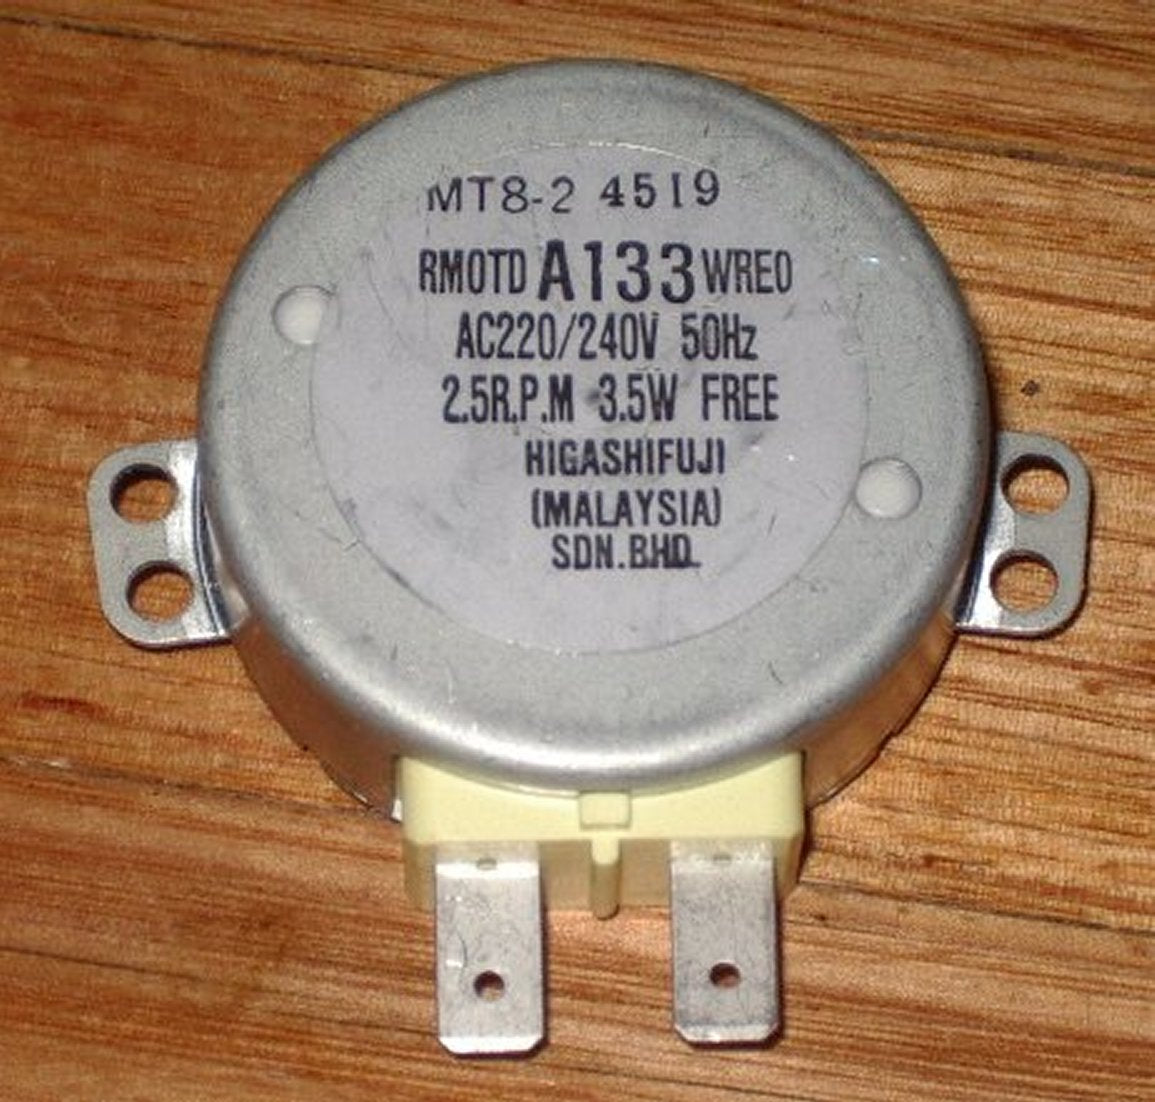 MT8-2 4519
RMOTD A133 WRE0
AC220/240V 50Hz
2.5R.P.M 3.5W FREE
HIGASHIFUJI
(MALAYSIA)
SDN.BHD.